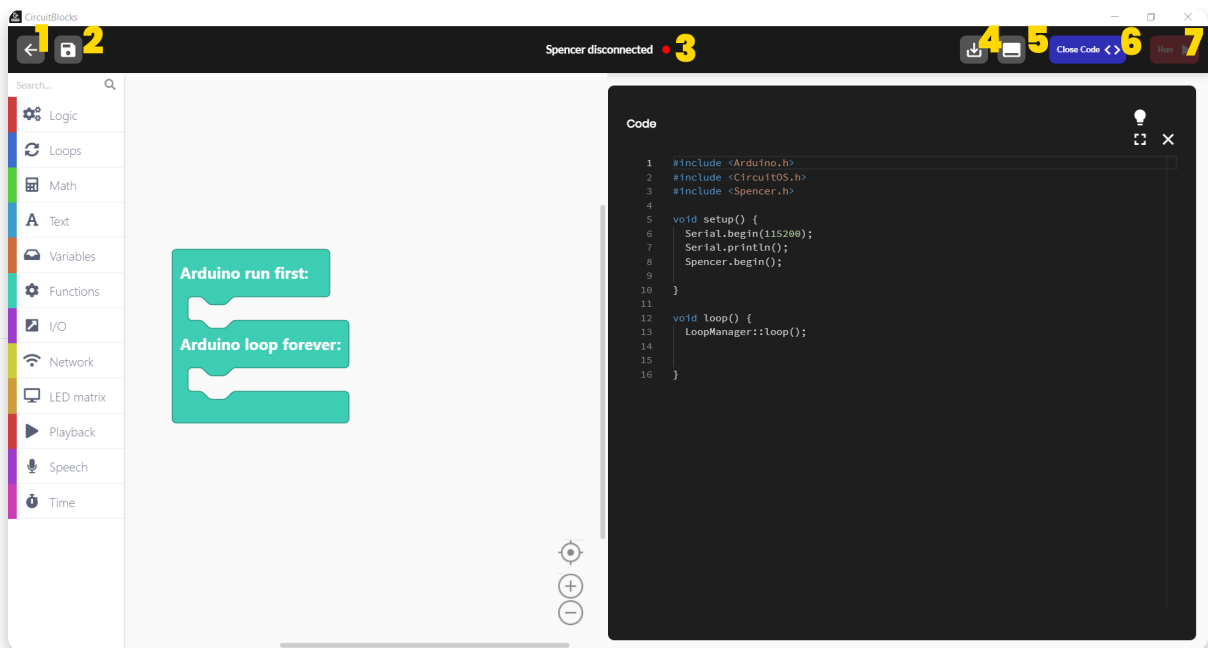 CircuitBlocks
1 2 Spencer disconnected 3 4 5 Close Code <> 6 Run 7
Search...
Logic
Loops
Math
Text
Variables
Functions
I/O
Network
LED matrix
Playback
Speech
Time
Arduino run first:
Arduino loop forever:
Code
1 #include <Arduino.h>
2 #include <CircuitOS.h>
3 #include <Spencer.h>
4
5 void setup() {
6 Serial.begin(115200);
7 Serial.println();
8 Spencer.begin();
9
10 }
11
12 void loop() {
13 LoopManager::loop();
14
15
16 }